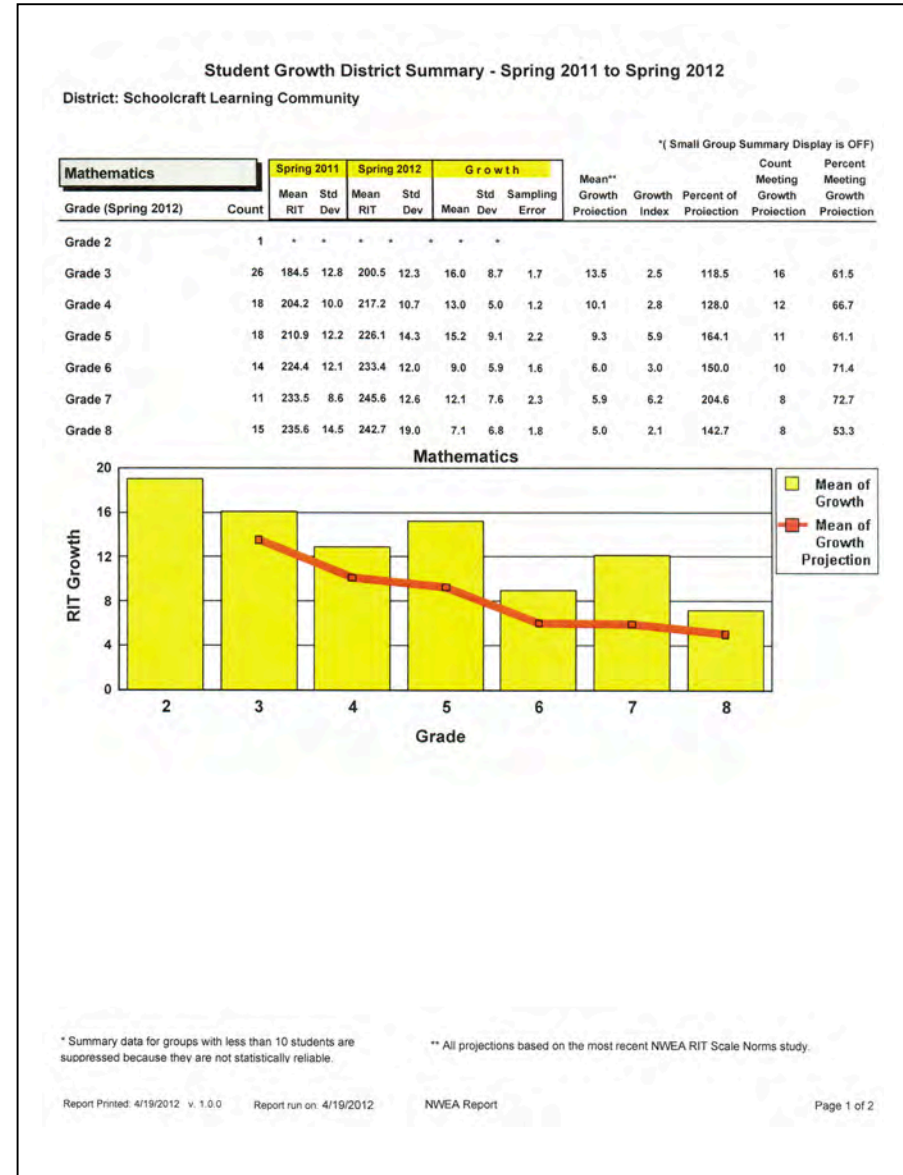 Student Growth District Summary - Spring 2011 to Spring 2012
District: Schoolcraft Learning Community
*( Small Group Summary Display is OFF)
Mathematics Spring 2011 Spring 2012 Growth
Grade (Spring 2012) Count Mean RIT Std Dev Mean RIT Std Dev Mean Std Dev Sampling Error Mean** Growth Projection Growth Index Percent of Projection Count Meeting Growth Projection Percent Meeting Growth Projection
Grade 2 1 * * * * * * *
Grade 3 26 184.5 12.8 200.5 12.3 16.0 8.7 1.7 13.5 2.5 118.5 16 61.5
Grade 4 18 204.2 10.0 217.2 10.7 13.0 5.0 1.2 10.1 2.8 128.0 12 66.7
Grade 5 18 210.9 12.2 226.1 14.3 15.2 9.1 2.2 9.3 5.9 164.1 11 61.1
Grade 6 14 224.4 12.1 233.4 12.0 9.0 5.9 1.6 6.0 3.0 150.0 10 71.4
Grade 7 11 233.5 8.6 245.6 12.6 12.1 7.6 2.3 5.9 6.2 204.6 8 72.7
Grade 8 15 235.6 14.5 242.7 19.0 7.1 6.8 1.8 5.0 2.1 142.7 8 53.3
Mathematics
20
16
12
8
4
0
RIT Growth
2 3 4 5 6 7 8
Grade
Mean of
Growth
Mean of
Growth
Projection
* Summary data for groups with less than 10 students are
suppressed because they are not statistically reliable.
** All projections based on the most recent NWEA RIT Scale Norms study.
Report Printed: 4/19/2012 v. 1.0.0 Report run on: 4/19/2012 NWEA Report Page 1 of 2